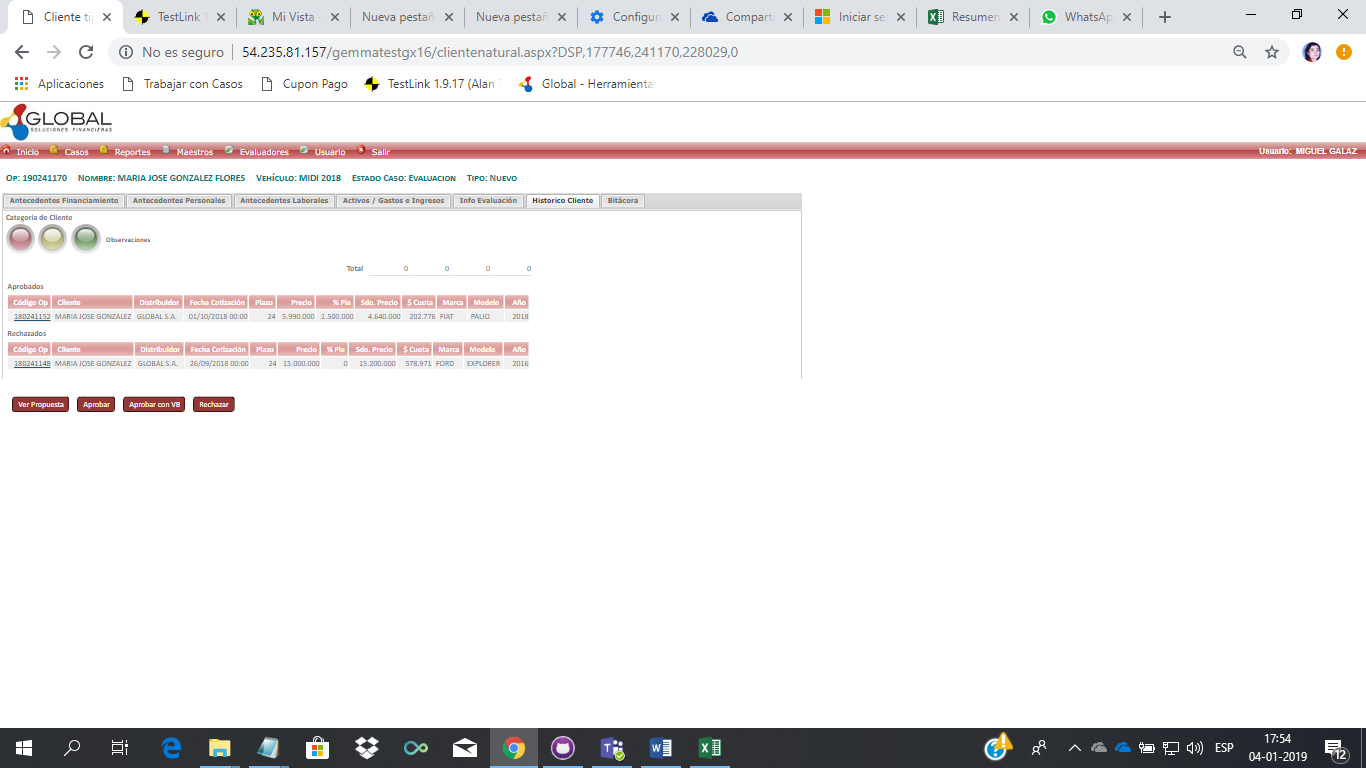 Cliente ti
TestLink 1
Mi Vista -
Nueva pestañ
Nueva pestañ
Configura
Comparti
Iniciar se
Resumen
WhatsAp
No es seguro | 54.235.81.157/gemmatestgx16/clientenatural.aspx?DSP,177746,241170,228029,0
Aplicaciones Trabajar con Casos Cupon Pago TestLink 1.9.17 (Alan Global - Herramienta
GLOBAL
SOLUCIONES FINANCIERAS
Inicio Casos Reportes Maestros Evaluadores Usuario Salir Usuario: MIGUEL GALAZ
OP: 190241170 NOMBRE: MARIA JOSE GONZALEZ FLORES VEHÍCULO: MIDI 2018 ESTADO CASO: EVALUACION TIPO: NUEVO
Antecedentes Financiamiento Antecedentes Personales Antecedentes Laborales Activos / Gastos e Ingresos Info Evaluación Historico Cliente Bitácora
Categoria de Cliente
Observaciones
Total 0 0 0 0
Aprobados
Código Op Cliente Distribuidor Fecha Cotización Plazo Precio % Pie Sdo. Precio $ Cuota Marca Modelo Año
180241152 MARIA JOSE GONZALEZ GLOBAL S.A. 01/10/2018 00:00 24 5.990.000 1.500.000 4.640.000 202.776 FIAT PALIO 2018
Rechazados
Código Op Cliente Distribuidor Fecha Cotización Plazo Precio % Pie Sdo. Precio $ Cuota Marca Modelo Año
180241148 MARIA JOSE GONZALEZ GLOBAL S.A. 26/09/2018 00:00 24 15.000.000 0 15.200.000 578.971 FORD EXPLORER 2016
Ver Propuesta Aprobar Aprobar con VB Rechazar
ESP
17:54
04-01-2019
12